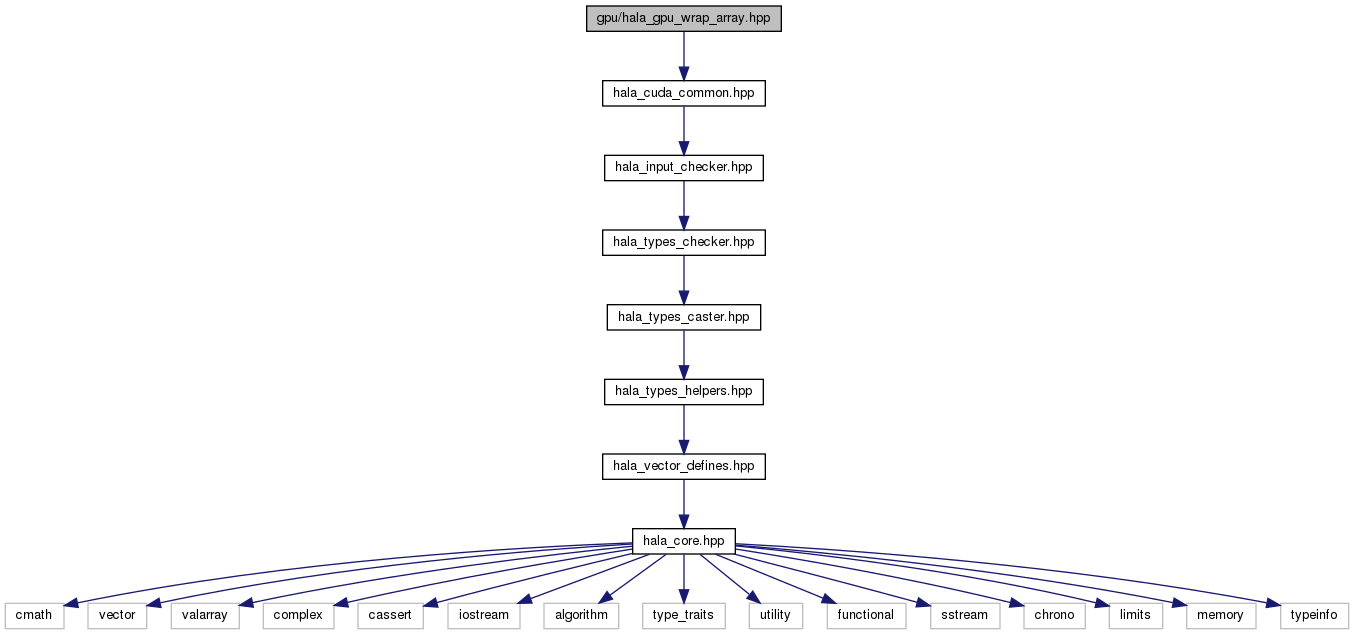 gpu/hala_gpu_wrap_array.hpp
hala_cuda_common.hpp
hala_input_checker.hpp
hala_types_checker.hpp
hala_types_caster.hpp
hala_types_helpers.hpp
hala_vector_defines.hpp
hala_core.hpp
cmath vector valarray complex cassert iostream algorithm type_traits utility functional sstream chrono limits memory typeinfo